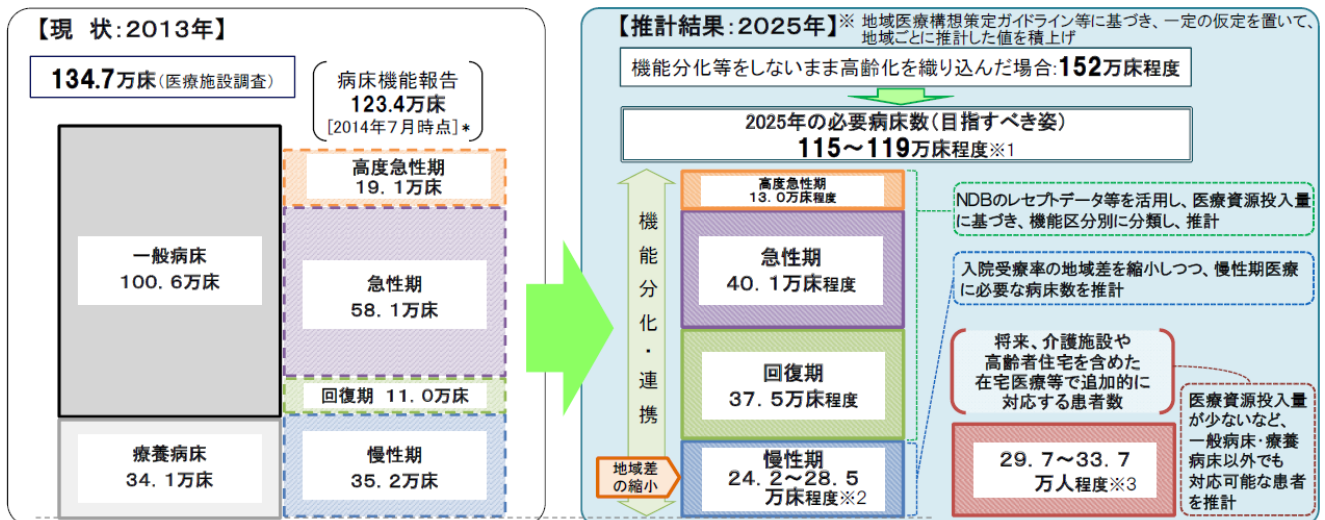 【現　状：2013年】
134.7万床（医療施設調査）
病床機能報告
123.4万床
[2014年７月時点]＊
一般病床
100．6万床
療養病床
34．1万床
高度急性期
19．1万床
急性期
58．1万床
回復期　11．0万床
慢性期
35．2万床
【推計結果：2025年】※ 地域医療構想策定ガイドライン等に基づき、一定の仮定を置いて、
地域ごとに推計した値を積上げ
機能分化等をしないまま高齢化を織り込んだ場合：152万床程度
2025年の必要病床数（目指すべき姿）
115～119万床程度※1
機能分化・連携
地域差
の縮小
高度急性期
13．0万床程度
急性期
40．1万床程度
回復期
37．5万床程度
慢性期
24．2～28．5
万床程度※2
NDBのレセプトデータ等を活用し、医療資源投入量
に基づき、機能区分別に分類し、推計
入院受療率の地域差を縮小しつつ、慢性期医療
に必要な病床数を推計
将来、介護施設や
高齢者住宅を含めた
在宅医療等で追加的に
対応する患者数
29．7～33．7
万人程度※3
医療資源投入量
が少ないなど、
一般病床・療養
病床以外でも
対応可能な患者
を推計